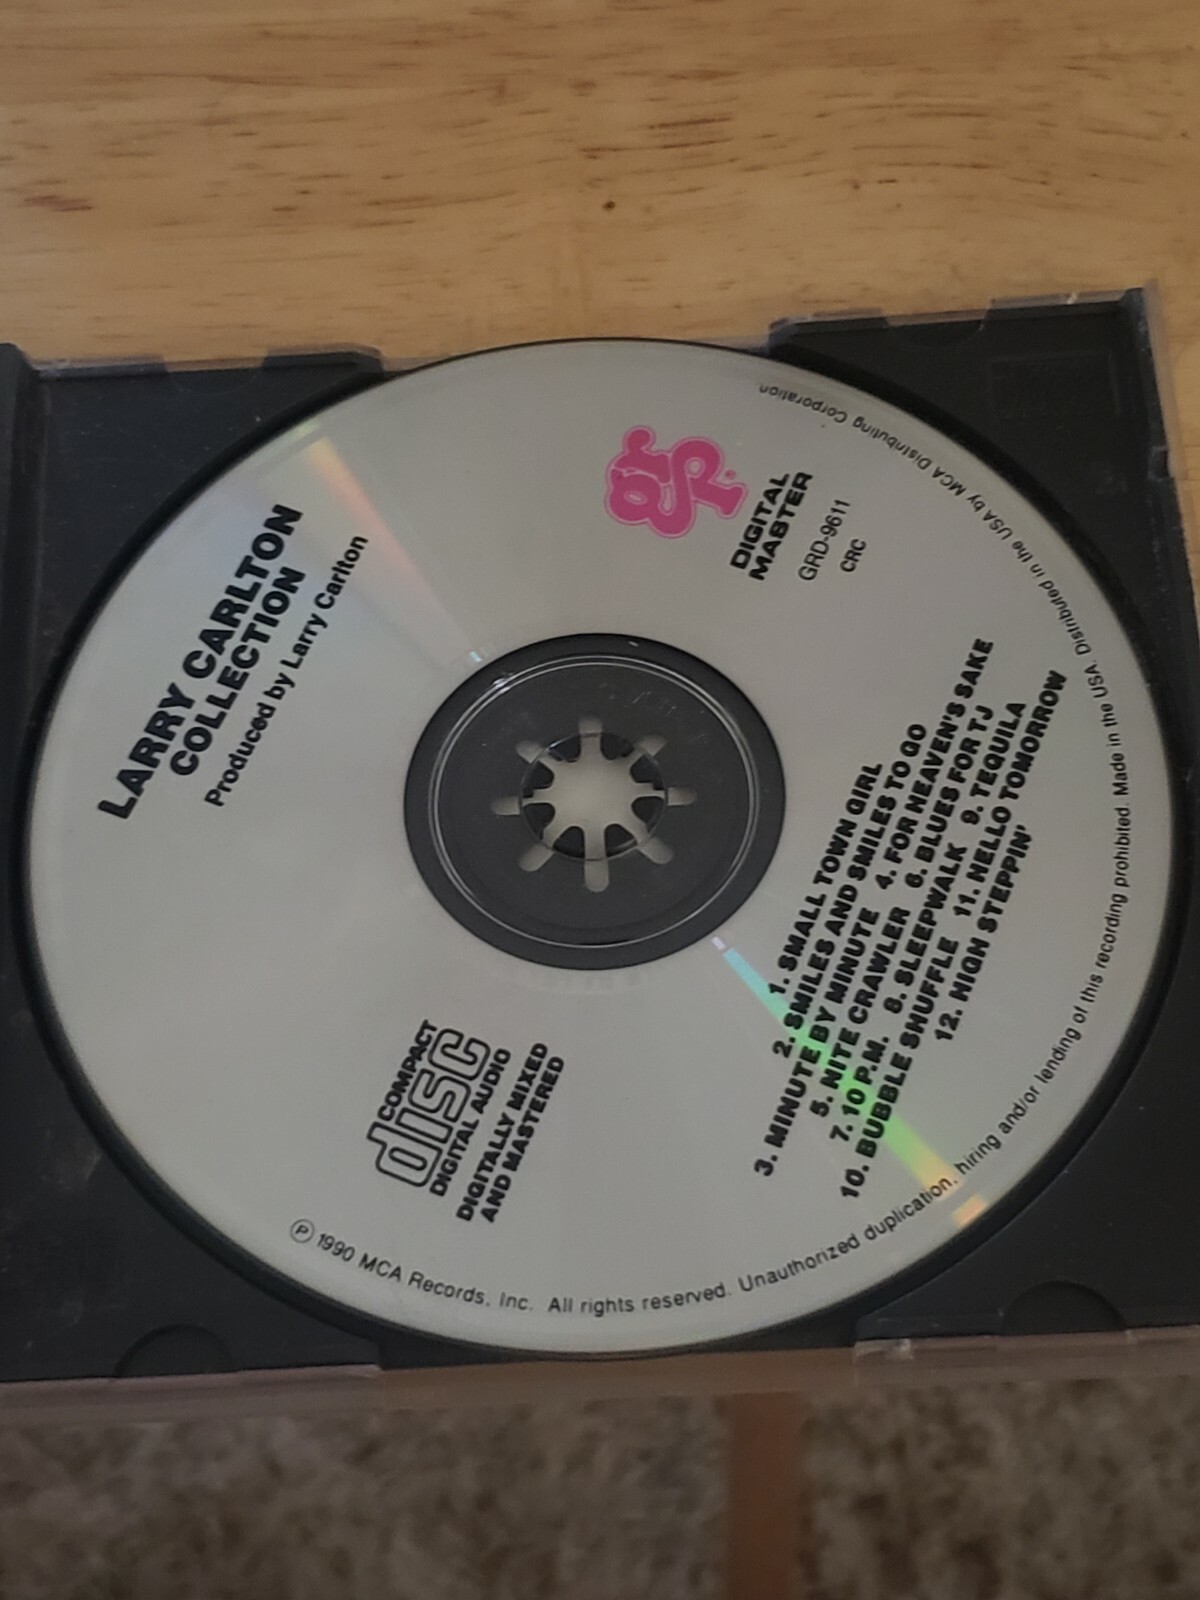 LARRY CARLTON
COLLECTION
Produced by Larry Carlton
grp®
DIGITAL
MASTER
GRD-9611
CRC
1. SMALL TOWN GIRL
2. SMILES AND SMILES TO GO
3. MINUTE BY MINUTE 4. FOR HEAVEN'S SAKE
5. NITE CRAWLER 6. BLUES FOR TJ
7. 10 P.M. 8. SLEEPWALK 9. TEQUILA
10. BUBBLE SHUFFLE 11. HELLO TOMORROW
12. HIGH STEPPIN'
COMPACT
disc
DIGITAL AUDIO
DIGITALLY MIXED
AND MASTERED
℗ 1990 MCA Records, Inc. All rights reserved. Unauthorized duplication, hiring and/or lending of this recording prohibited. Made in the USA. Distributed in the USA by MCA Distributing Corporation